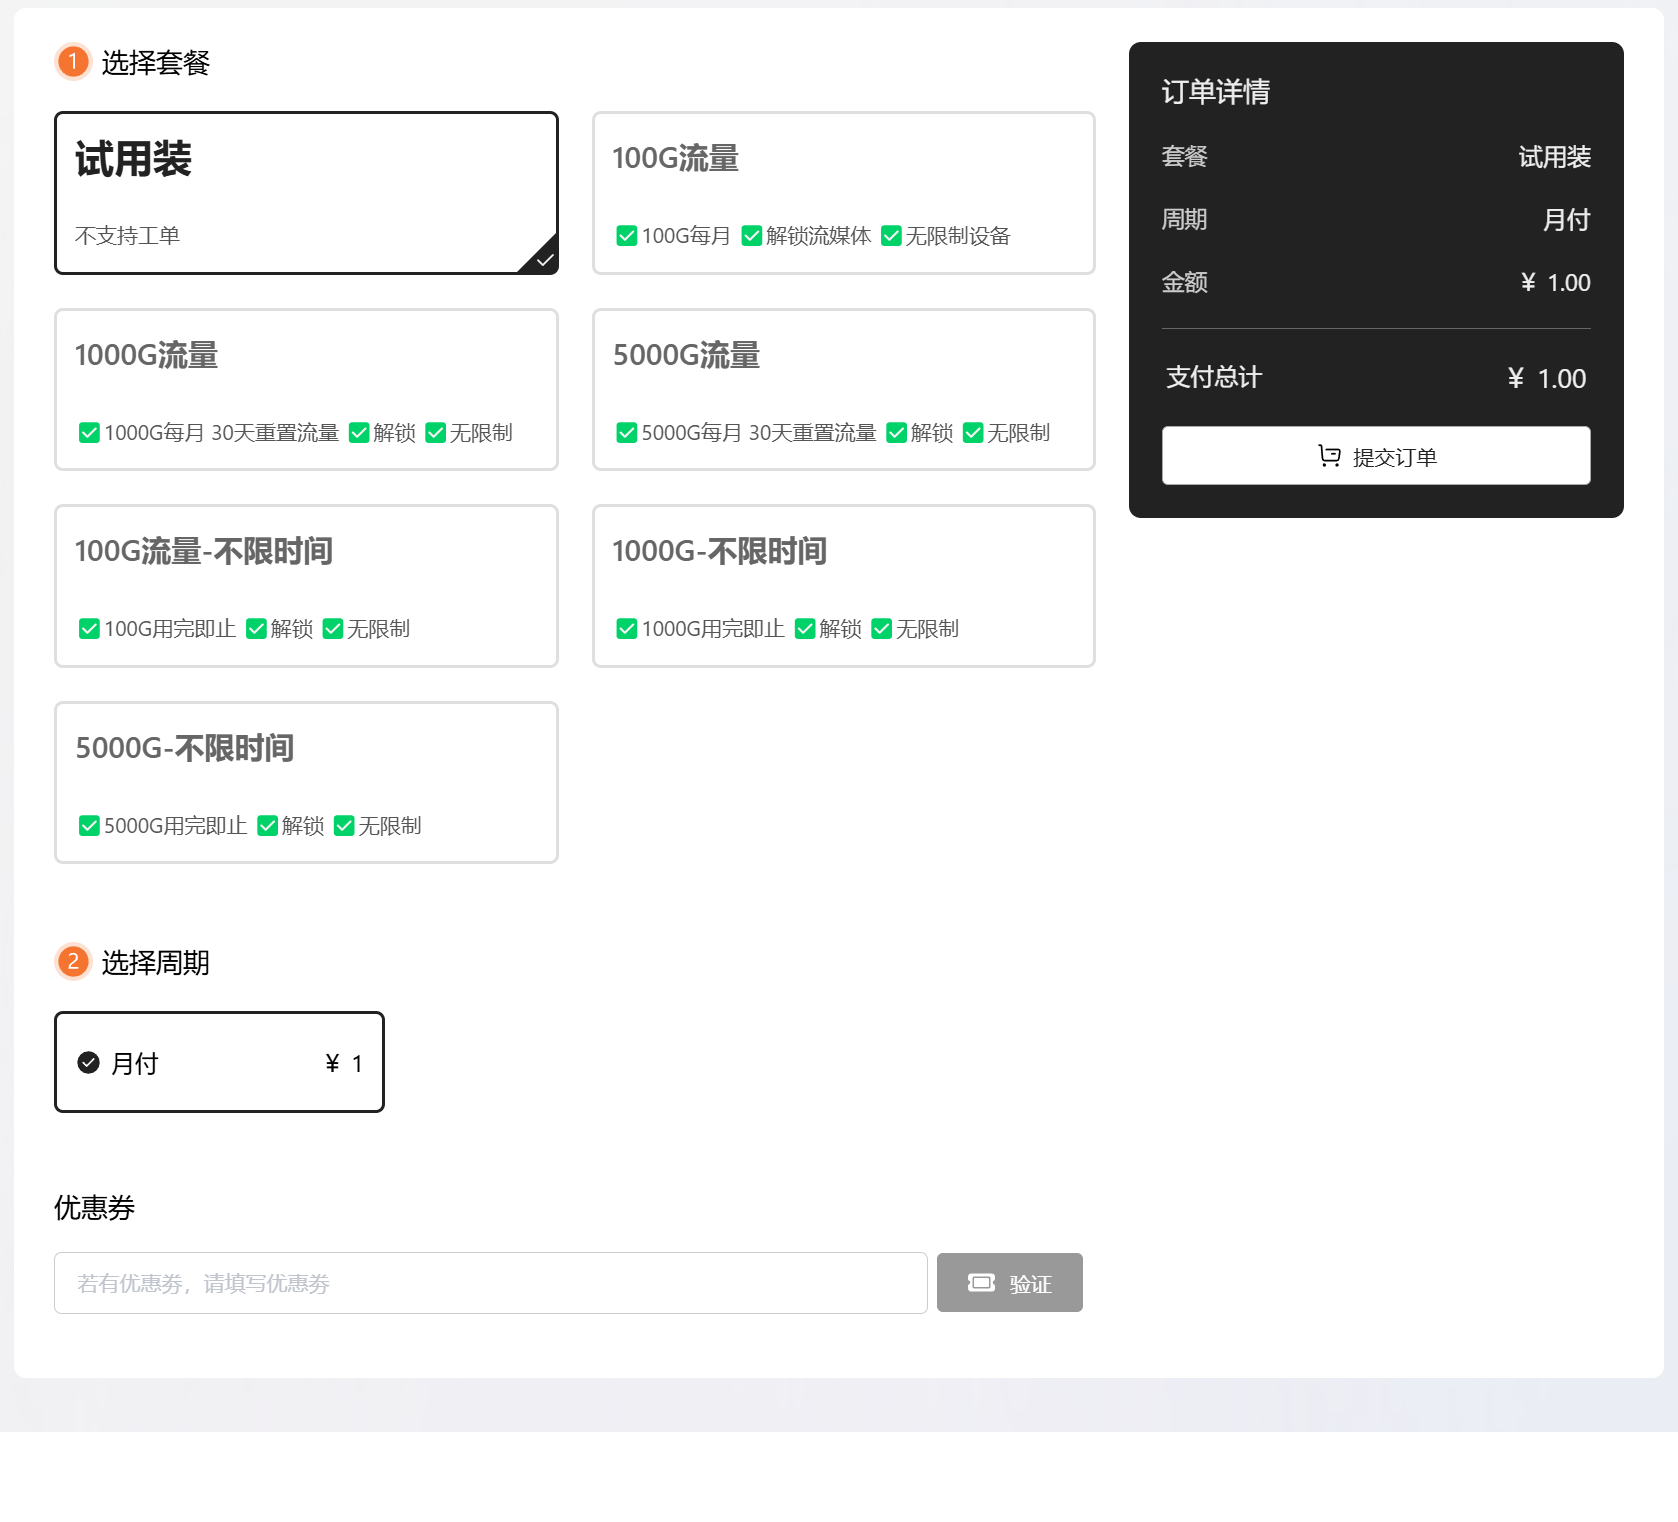 1 选择套餐
试用装
不支持工单
100G流量
✅100G每月 ✅解锁流媒体 ✅无限制设备
1000G流量
✅1000G每月 30天重置流量 ✅解锁 ✅无限制
5000G流量
✅5000G每月 30天重置流量 ✅解锁 ✅无限制
100G流量-不限时间
✅100G用完即止 ✅解锁 ✅无限制
1000G-不限时间
✅1000G用完即止 ✅解锁 ✅无限制
5000G-不限时间
✅5000G用完即止 ✅解锁 ✅无限制
2 选择周期
月付 ¥ 1
优惠券
若有优惠劵，请填写优惠劵
验证
订单详情
套餐 试用装
周期 月付
金额 ¥ 1.00
支付总计 ¥ 1.00
提交订单